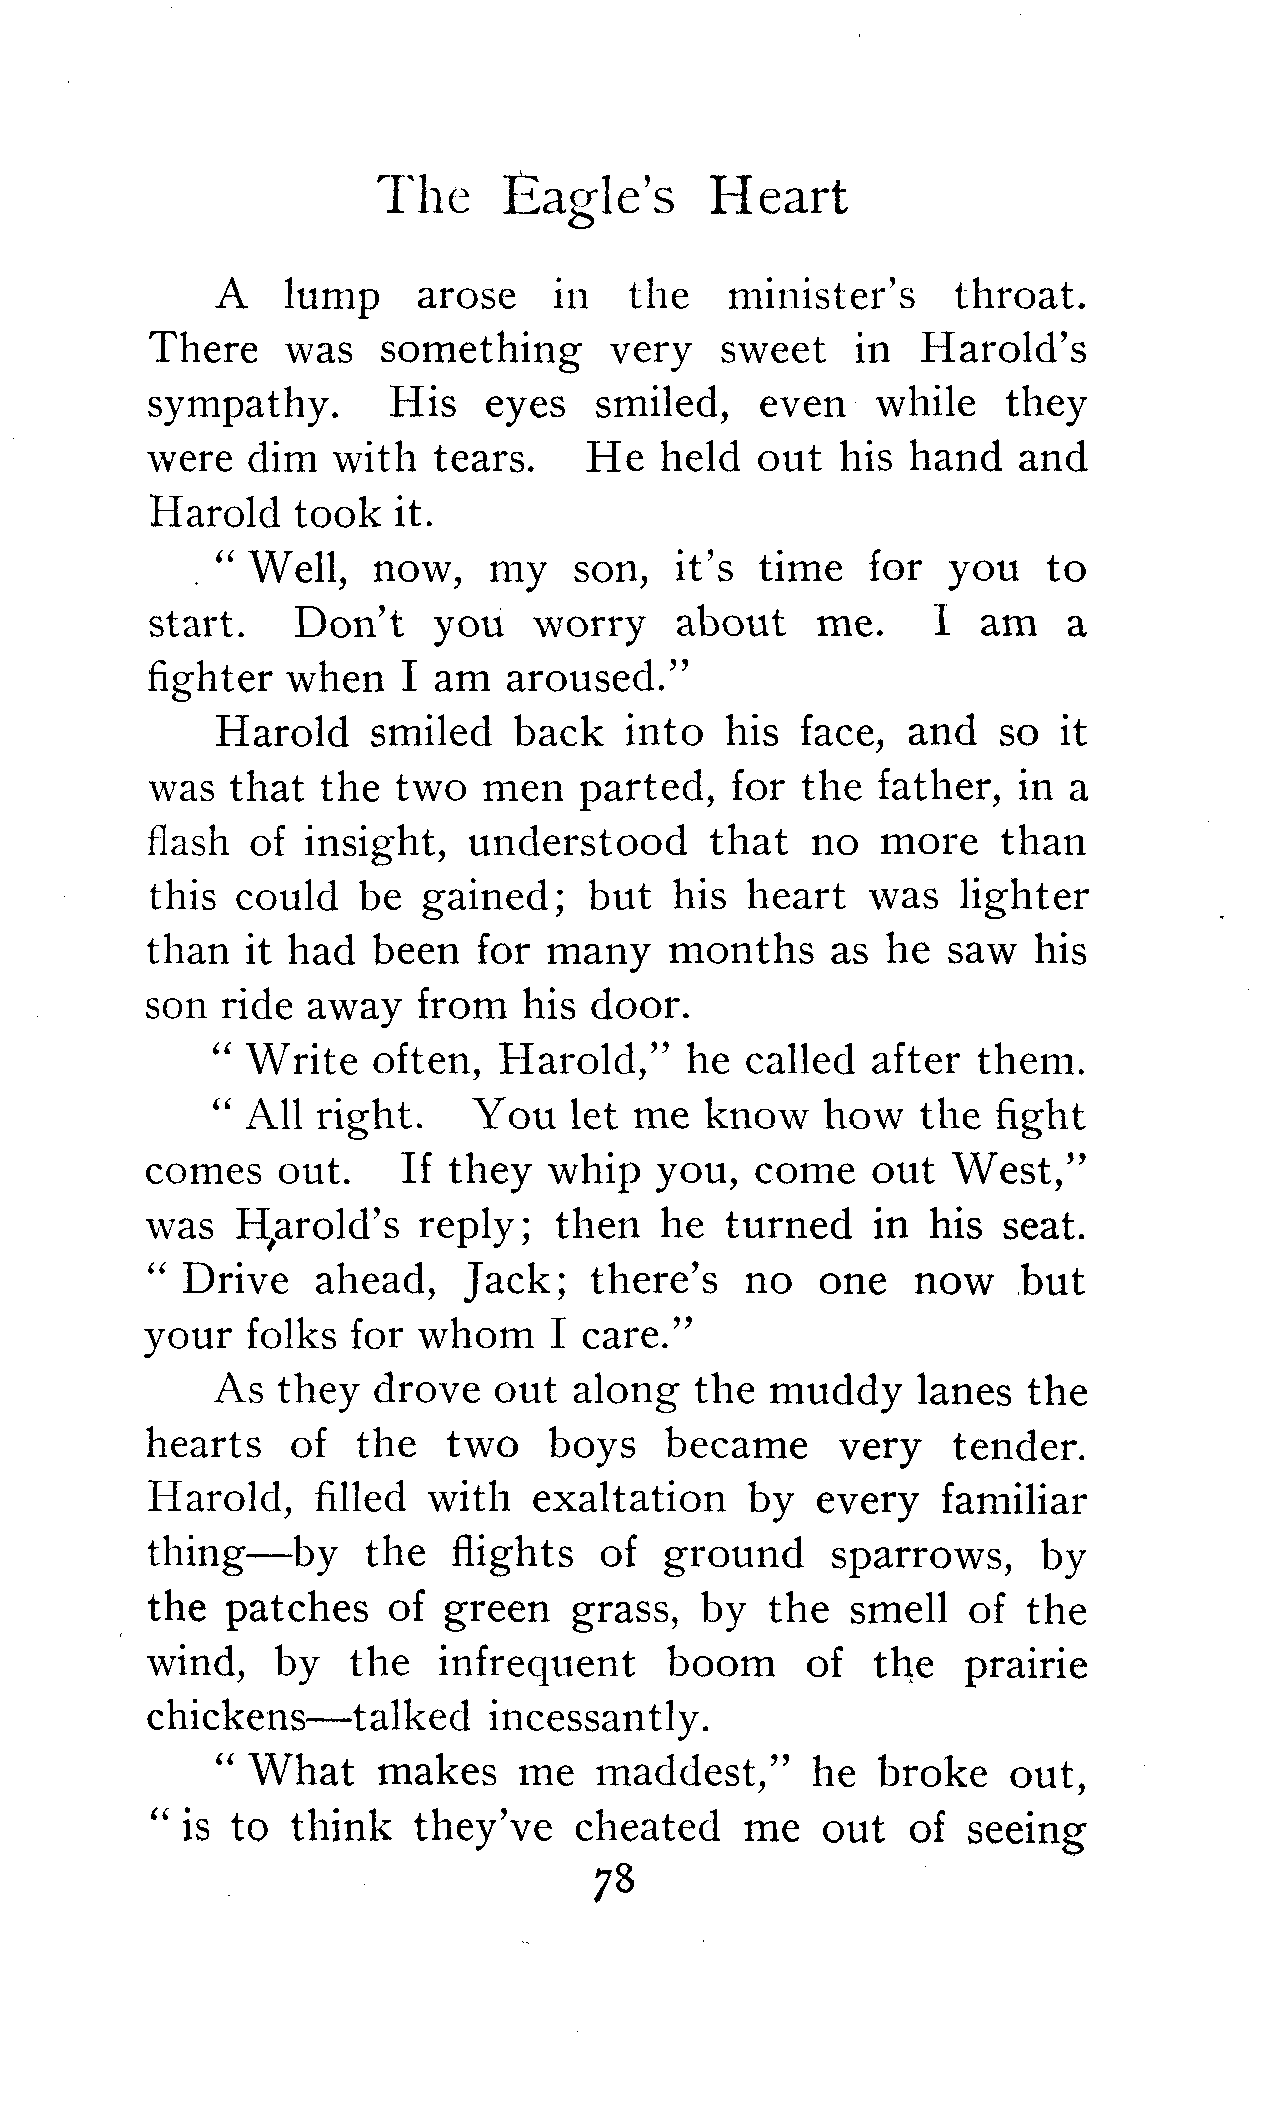 The Eagle's Heart
A lump arose in the minister's throat.
There was something very sweet in Harold's
sympathy. His eyes smiled, even while they
were dim with tears. He held out his hand and
Harold took it.
" Well, now, my son, it's time for you to
start. Don't you worry about me. I am a
fighter when I am aroused."
Harold smiled back into his face, and so it
was that the two men parted, for the father, in a
flash of insight, understood that no more than
this could be gained; but his heart was lighter
than it had been for many months as he saw his
son ride away from his door.
" Write often, Harold," he called after them.
" All right. You let me know how the fight
comes out. If they whip you, come out West,"
was Harold's reply; then he turned in his seat.
" Drive ahead, Jack; there's no one now but
your folks for whom I care."
As they drove out along the muddy lanes the
hearts of the two boys became very tender.
Harold, filled with exaltation by every familiar
thing—by the flights of ground sparrows, by
the patches of green grass, by the smell of the
wind, by the infrequent boom of the prairie
chickens—talked incessantly.
" What makes me maddest," he broke out,
" is to think they've cheated me out of seeing
78